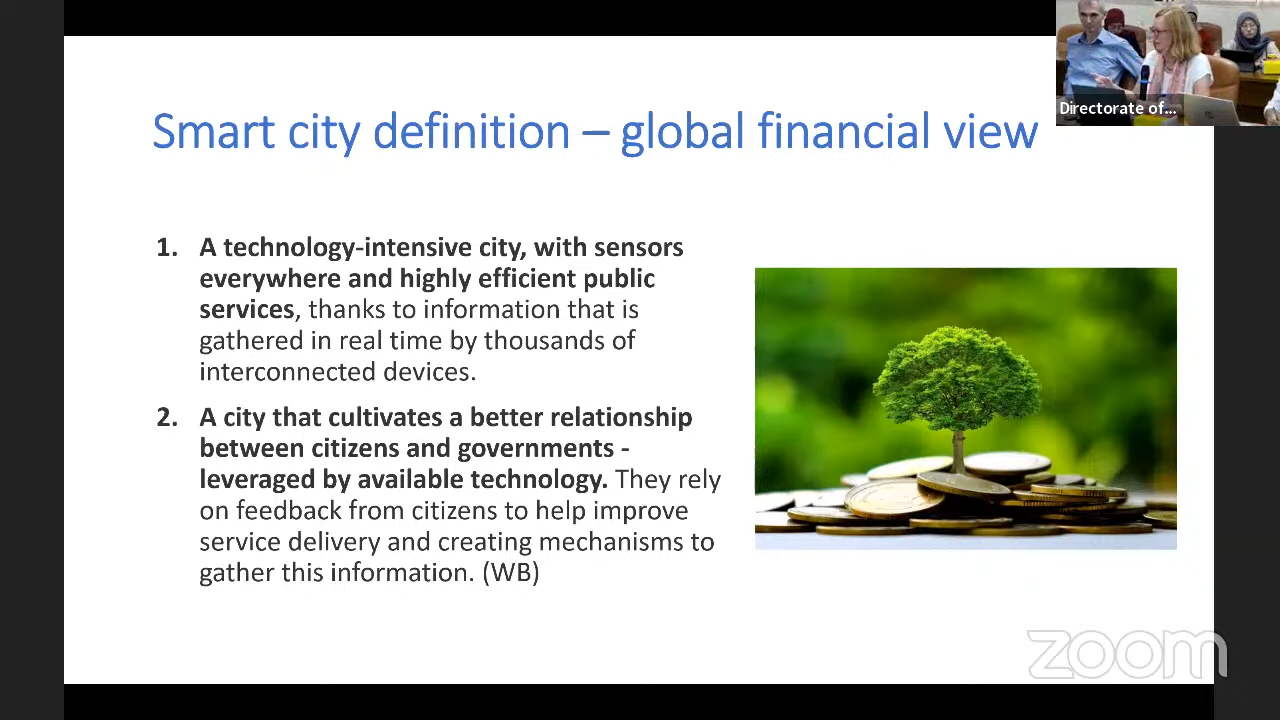 Smart city definition – global financial view
Directorate of...
1. A technology-intensive city, with sensors
everywhere and highly efficient public
services, thanks to information that is
gathered in real time by thousands of
interconnected devices.
2. A city that cultivates a better relationship
between citizens and governments -
leveraged by available technology. They rely
on feedback from citizens to help improve
service delivery and creating mechanisms to
gather this information. (WB)
zoom